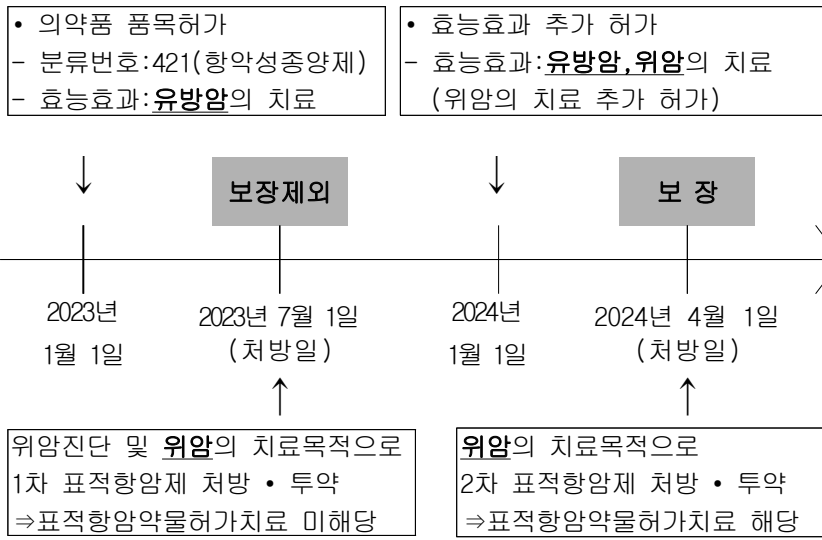 • 의약품 품목허가
- 분류번호:421(항악성종양제)
- 효능효과:유방암의 치료
• 효능효과 추가 허가
- 효능효과:유방암,위암의 치료
(위암의 치료 추가 허가)
보장제외
보 장
2023년
1월 1일
2023년 7월 1일
(처방일)
2024년
1월 1일
2024년 4월 1일
(처방일)
위암진단 및 위암의 치료목적으로
1차 표적항암제 처방 • 투약
⇒표적항암약물허가치료 미해당
위암의 치료목적으로
2차 표적항암제 처방 • 투약
⇒표적항암약물허가치료 해당